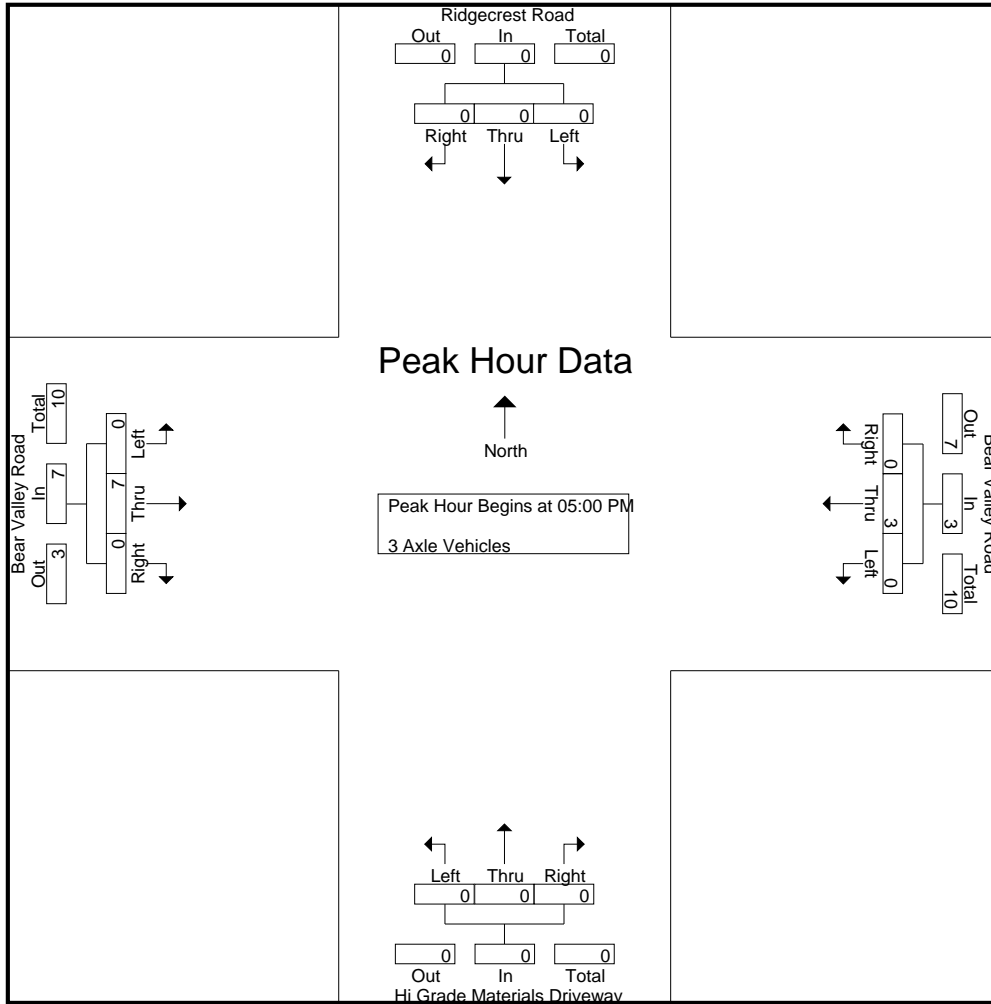 Ridgecrest Road
Out In Total
0 0 0
0 0 0
Right Thru Left
Peak Hour Data
North
Peak Hour Begins at 05:00 PM
3 Axle Vehicles
Bear Valley Road
Out In Total
3 7 10
0 7 0
Left Thru Right
Bear Valley Road
Out In Total
7 3 10
0 3 0
Right Thru Left
Left Thru Right
0 0 0
0 0 0
Out In Total
Hi Grade Materials Driveway